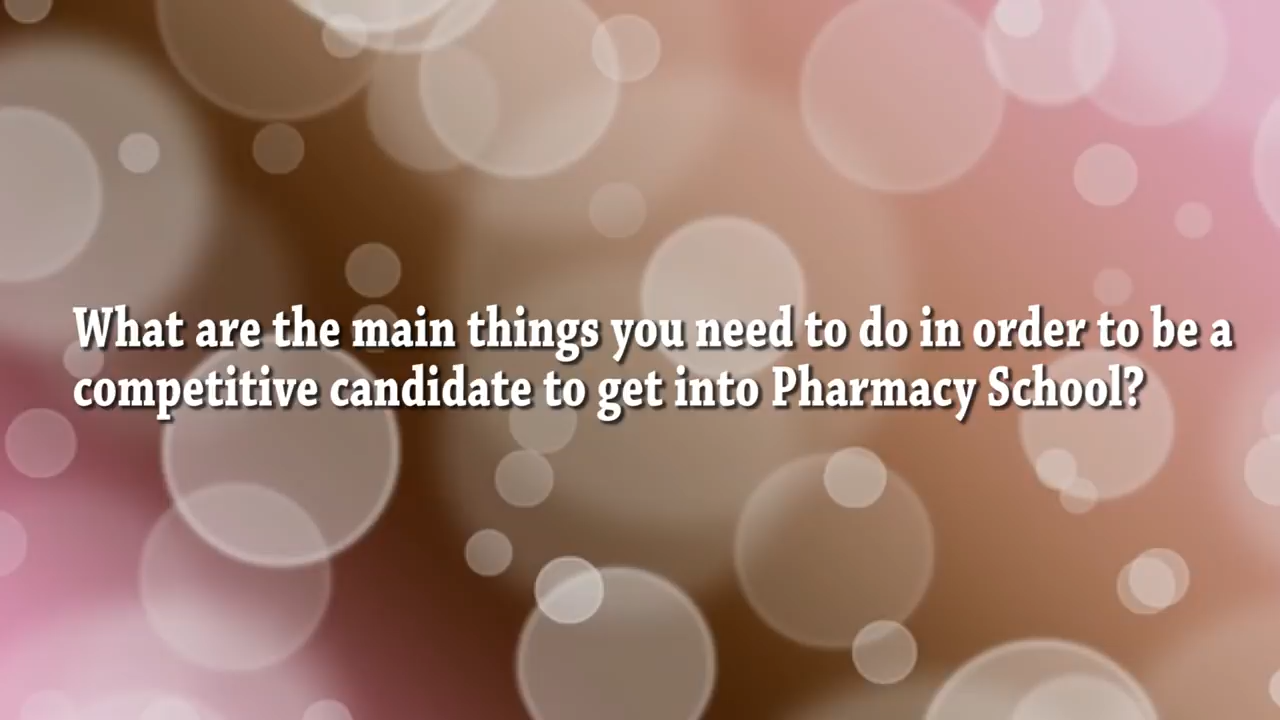 What are the main things you need to do in order to be a
competitive candidate to get into Pharmacy School?